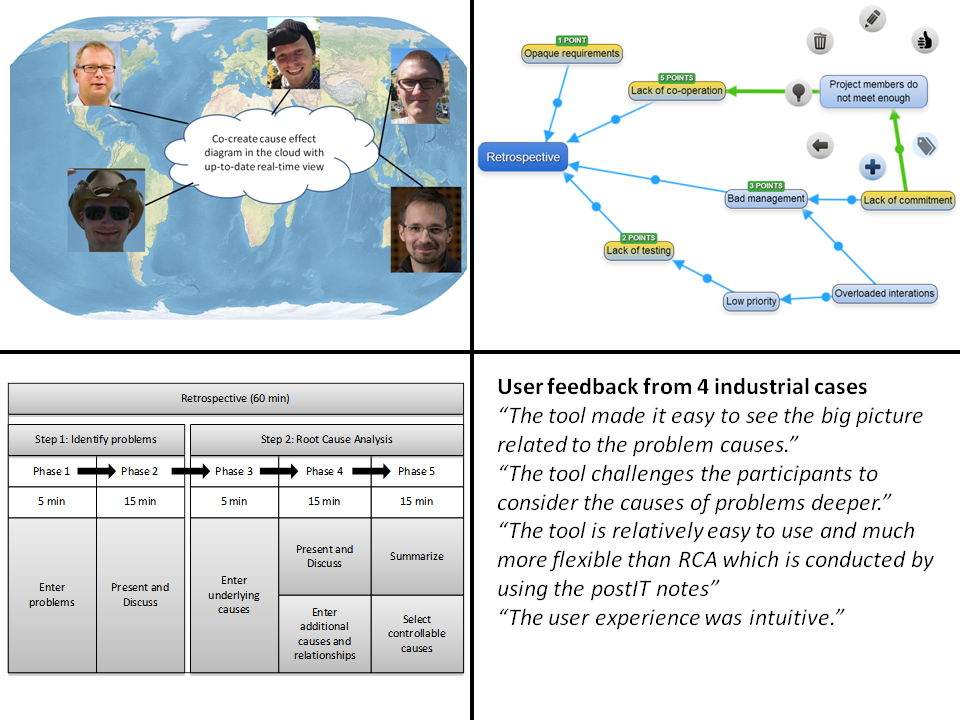 Co-create cause effect
diagram in the cloud with
up-to-date real-time view
1 POINT
Opaque requirements
5 POINTS
Lack of co-operation
Project members do
not meet enough
Retrospective
3 POINTS
Bad management
Lack of commitment
2 POINTS
Lack of testing
Low priority
Overloaded interations
Retrospective (60 min)
Step 1: Identify problems
Step 2: Root Cause Analysis
Phase 1
Phase 2
Phase 3
Phase 4
Phase 5
5 min
15 min
5 min
15 min
15 min
Enter
problems
Present and
Discuss
Enter
underlying
causes
Present and
Discuss
Summarize
Enter
additional
causes and
relationships
Select
controllable
causes
User feedback from 4 industrial cases
“The tool made it easy to see the big picture
related to the problem causes.”
“The tool challenges the participants to
consider the causes of problems deeper.”
“The tool is relatively easy to use and much
more flexible than RCA which is conducted by
using the postIT notes”
“The user experience was intuitive.”